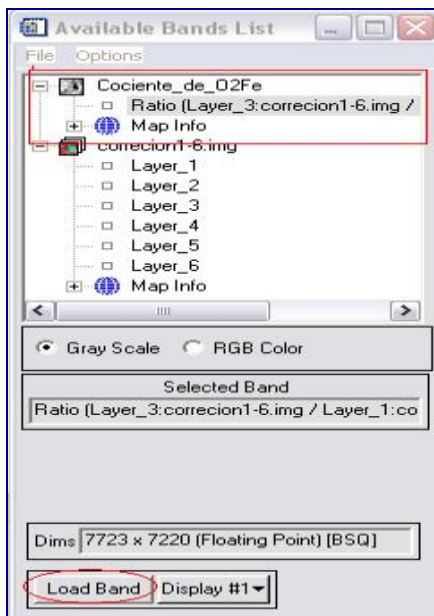 Available Bands List
File Options
Cociente_de_O2Fe
Ratio (Layer_3:correcion1-6.img /
Map Info
correcion1-6.img
Layer_1
Layer_2
Layer_3
Layer_4
Layer_5
Layer_6
Map Info
Gray Scale RGB Color
Selected Band
Ratio (Layer_3:correcion1-6.img / Layer_1:co
Dims 7723 x 7220 (Floating Point) [BSQ]
Load Band Display #1